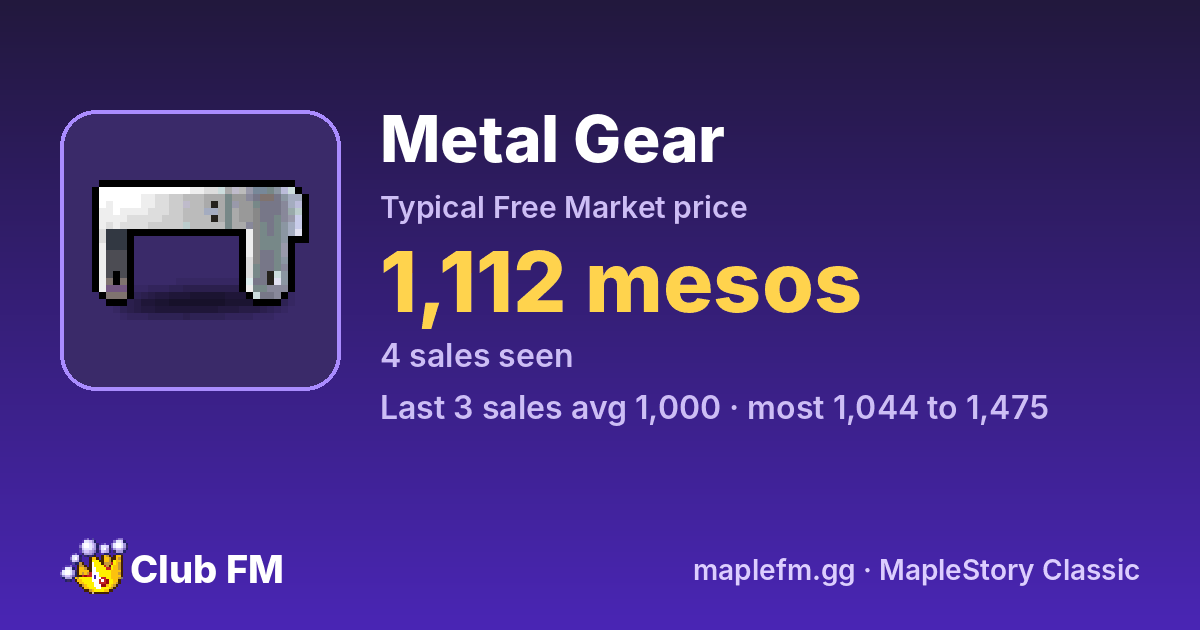 Metal Gear
Typical Free Market price
1,112 mesos
4 sales seen
Last 3 sales avg 1,000 · most 1,044 to 1,475
Club FM
maplefm.gg · MapleStory Classic